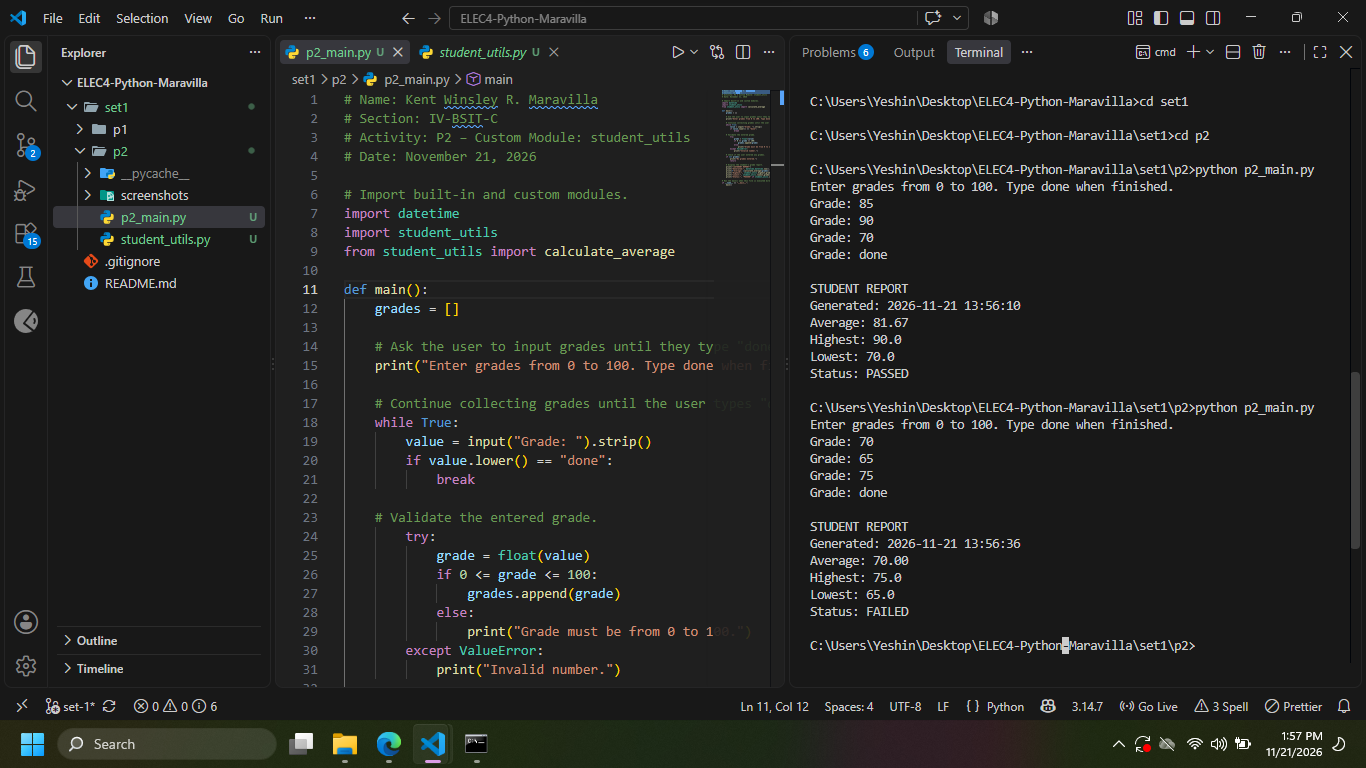 File Edit Selection View Go Run ··· ELEC4-Python-Maravilla
Explorer ···
ELEC4-Python-Maravilla
set1
p1
p2
__pycache__
screenshots
p2_main.py U
student_utils.py U
.gitignore
README.md
Outline
Timeline
2
15
p2_main.py U student_utils.py U
set1 > p2 > p2_main.py > main
1 # Name: Kent Winsley R. Maravilla
2 # Section: IV-BSIT-C
3 # Activity: P2 - Custom Module: student_utils
4 # Date: November 21, 2026
5
6 # Import built-in and custom modules.
7 import datetime
8 import student_utils
9 from student_utils import calculate_average
10
11 def main():
12 grades = []
13
14 # Ask the user to input grades until they type "don
15 print("Enter grades from 0 to 100. Type done when f
16
17 # Continue collecting grades until the user types "
18 while True:
19 value = input("Grade: ").strip()
20 if value.lower() == "done":
21 break
22
23 # Validate the entered grade.
24 try:
25 grade = float(value)
26 if 0 <= grade <= 100:
27 grades.append(grade)
28 else:
29 print("Grade must be from 0 to 100.")
30 except ValueError:
31 print("Invalid number.")
Problems 6 Output Terminal ··· cmd
C:\Users\Yeshin\Desktop\ELEC4-Python-Maravilla>cd set1
C:\Users\Yeshin\Desktop\ELEC4-Python-Maravilla\set1>cd p2
C:\Users\Yeshin\Desktop\ELEC4-Python-Maravilla\set1\p2>python p2_main.py
Enter grades from 0 to 100. Type done when finished.
Grade: 85
Grade: 90
Grade: 70
Grade: done
STUDENT REPORT
Generated: 2026-11-21 13:56:10
Average: 81.67
Highest: 90.0
Lowest: 70.0
Status: PASSED
C:\Users\Yeshin\Desktop\ELEC4-Python-Maravilla\set1\p2>python p2_main.py
Enter grades from 0 to 100. Type done when finished.
Grade: 70
Grade: 65
Grade: 75
Grade: done
STUDENT REPORT
Generated: 2026-11-21 13:56:36
Average: 70.00
Highest: 75.0
Lowest: 65.0
Status: FAILED
C:\Users\Yeshin\Desktop\ELEC4-Python-Maravilla\set1\p2>
set-1* 0 0 6 Ln 11, Col 12 Spaces: 4 UTF-8 LF { } Python 3.14.7 Go Live 3 Spell Prettier
Search
1:57 PM
11/21/2026